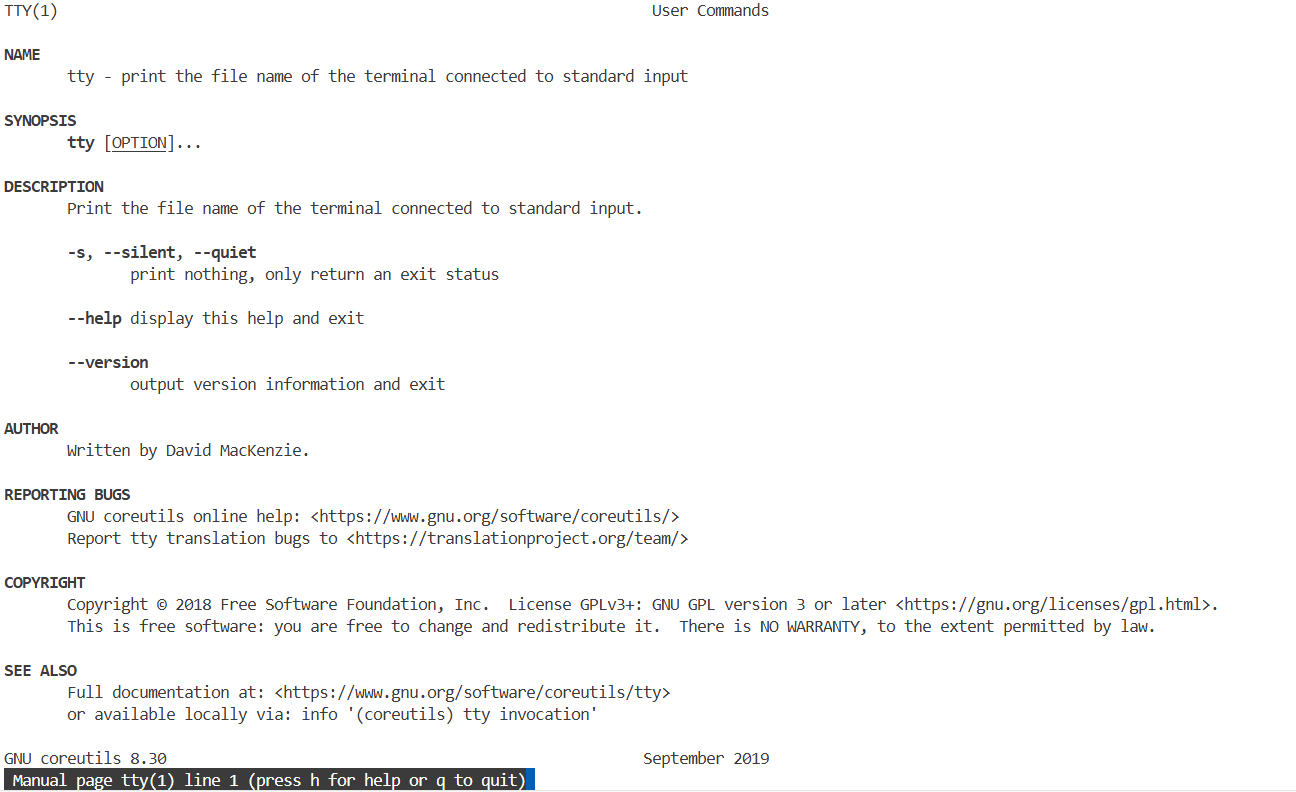 TTY(1) User Commands
NAME
tty - print the file name of the terminal connected to standard input
SYNOPSIS
tty [OPTION]...
DESCRIPTION
Print the file name of the terminal connected to standard input.
-s, --silent, --quiet
print nothing, only return an exit status
--help display this help and exit
--version
output version information and exit
AUTHOR
Written by David MacKenzie.
REPORTING BUGS
GNU coreutils online help: <https://www.gnu.org/software/coreutils/>
Report tty translation bugs to <https://translationproject.org/team/>
COPYRIGHT
Copyright © 2018 Free Software Foundation, Inc.  License GPLv3+: GNU GPL version 3 or later <https://gnu.org/licenses/gpl.html>.
This is free software: you are free to change and redistribute it.  There is NO WARRANTY, to the extent permitted by law.
SEE ALSO
Full documentation at: <https://www.gnu.org/software/coreutils/tty>
or available locally via: info '(coreutils) tty invocation'
GNU coreutils 8.30 September 2019
Manual page tty(1) line 1 (press h for help or q to quit)